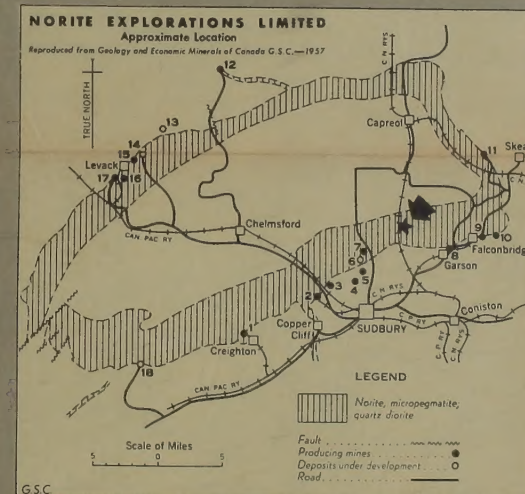 NORITE EXPLORATIONS LIMITED
Approximate Location
Reproduced from Geology and Economic Minerals of Canada G.S.C.—1957
TRUE NORTH
12
C.N. RYS
13
Capreol
14
15
Levack
17
16
11
Skea
Chelmsford
CAN. PAC. RY
7
6
9
10
8
Falconbridge
Garson
5
3
4
2
C.N. RYS
Coniston
C.P. RY
SUDBURY
Copper
Cliff
1
Creighton
18
CAN. PAC. RY
LEGEND
Norite, micropegmatite,
quartz diorite
Scale of Miles
5 0 5
Fault
Producing mines
Deposits under development
Road
G.S.C.